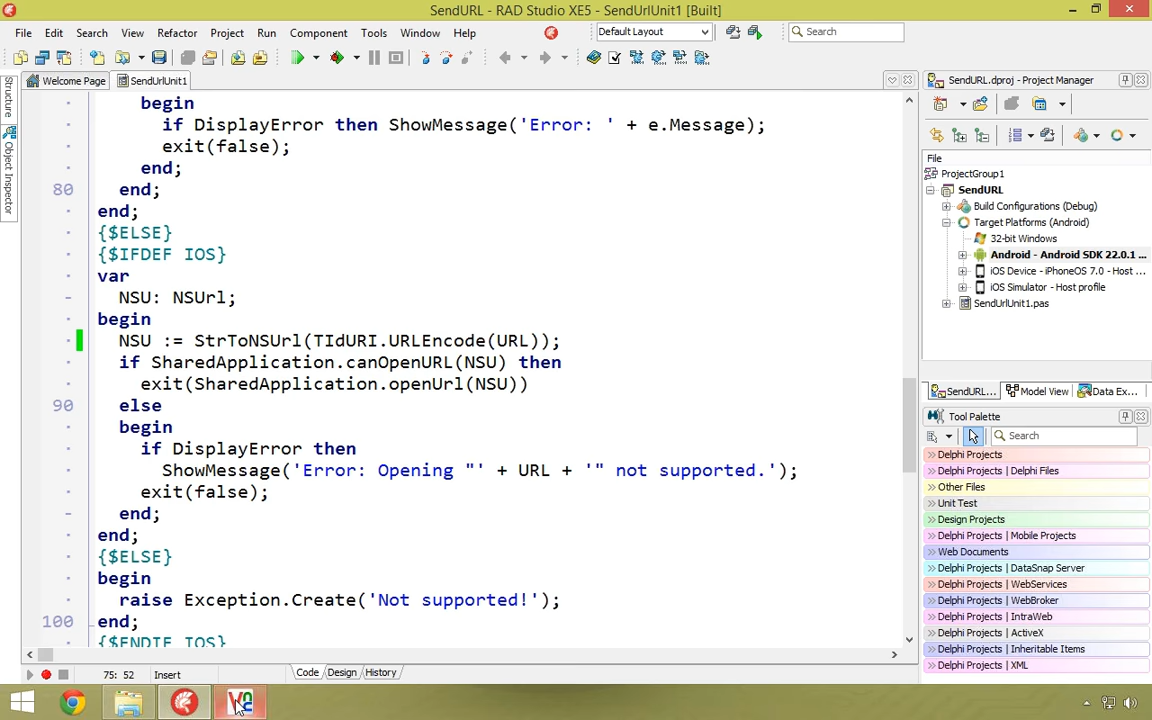 SendURL - RAD Studio XE5 - SendUrlUnit1 [Built]
File Edit Search View Refactor Project Run Component Tools Window Help
Default Layout
Search
Welcome Page
SendUrlUnit1
Structure
Object Inspector
begin
if DisplayError then ShowMessage('Error: ' + e.Message);
exit(false);
end;
80 end;
end;
{$ELSE}
{$IFDEF IOS}
var
NSU: NSUrl;
begin
NSU := StrToNSUrl(TIdURI.URLEncode(URL));
if SharedApplication.canOpenURL(NSU) then
exit(SharedApplication.openUrl(NSU))
90 else
begin
if DisplayError then
ShowMessage('Error: Opening "' + URL + '" not supported.');
exit(false);
end;
end;
{$ELSE}
begin
raise Exception.Create('Not supported!');
100 end;
{$ENDIF IOS}
75: 52 Insert
Code Design History
SendURL.dproj - Project Manager
File
ProjectGroup1
SendURL
Build Configurations (Debug)
Target Platforms (Android)
32-bit Windows
Android - Android SDK 22.0.1 ...
iOS Device - iPhoneOS 7.0 - Host ...
iOS Simulator - Host profile
SendUrlUnit1.pas
SendURL... Model View Data Ex...
Tool Palette
Search
Delphi Projects
Delphi Projects | Delphi Files
Other Files
Unit Test
Design Projects
Delphi Projects | Mobile Projects
Web Documents
Delphi Projects | DataSnap Server
Delphi Projects | WebServices
Delphi Projects | WebBroker
Delphi Projects | IntraWeb
Delphi Projects | ActiveX
Delphi Projects | Inheritable Items
Delphi Projects | XML